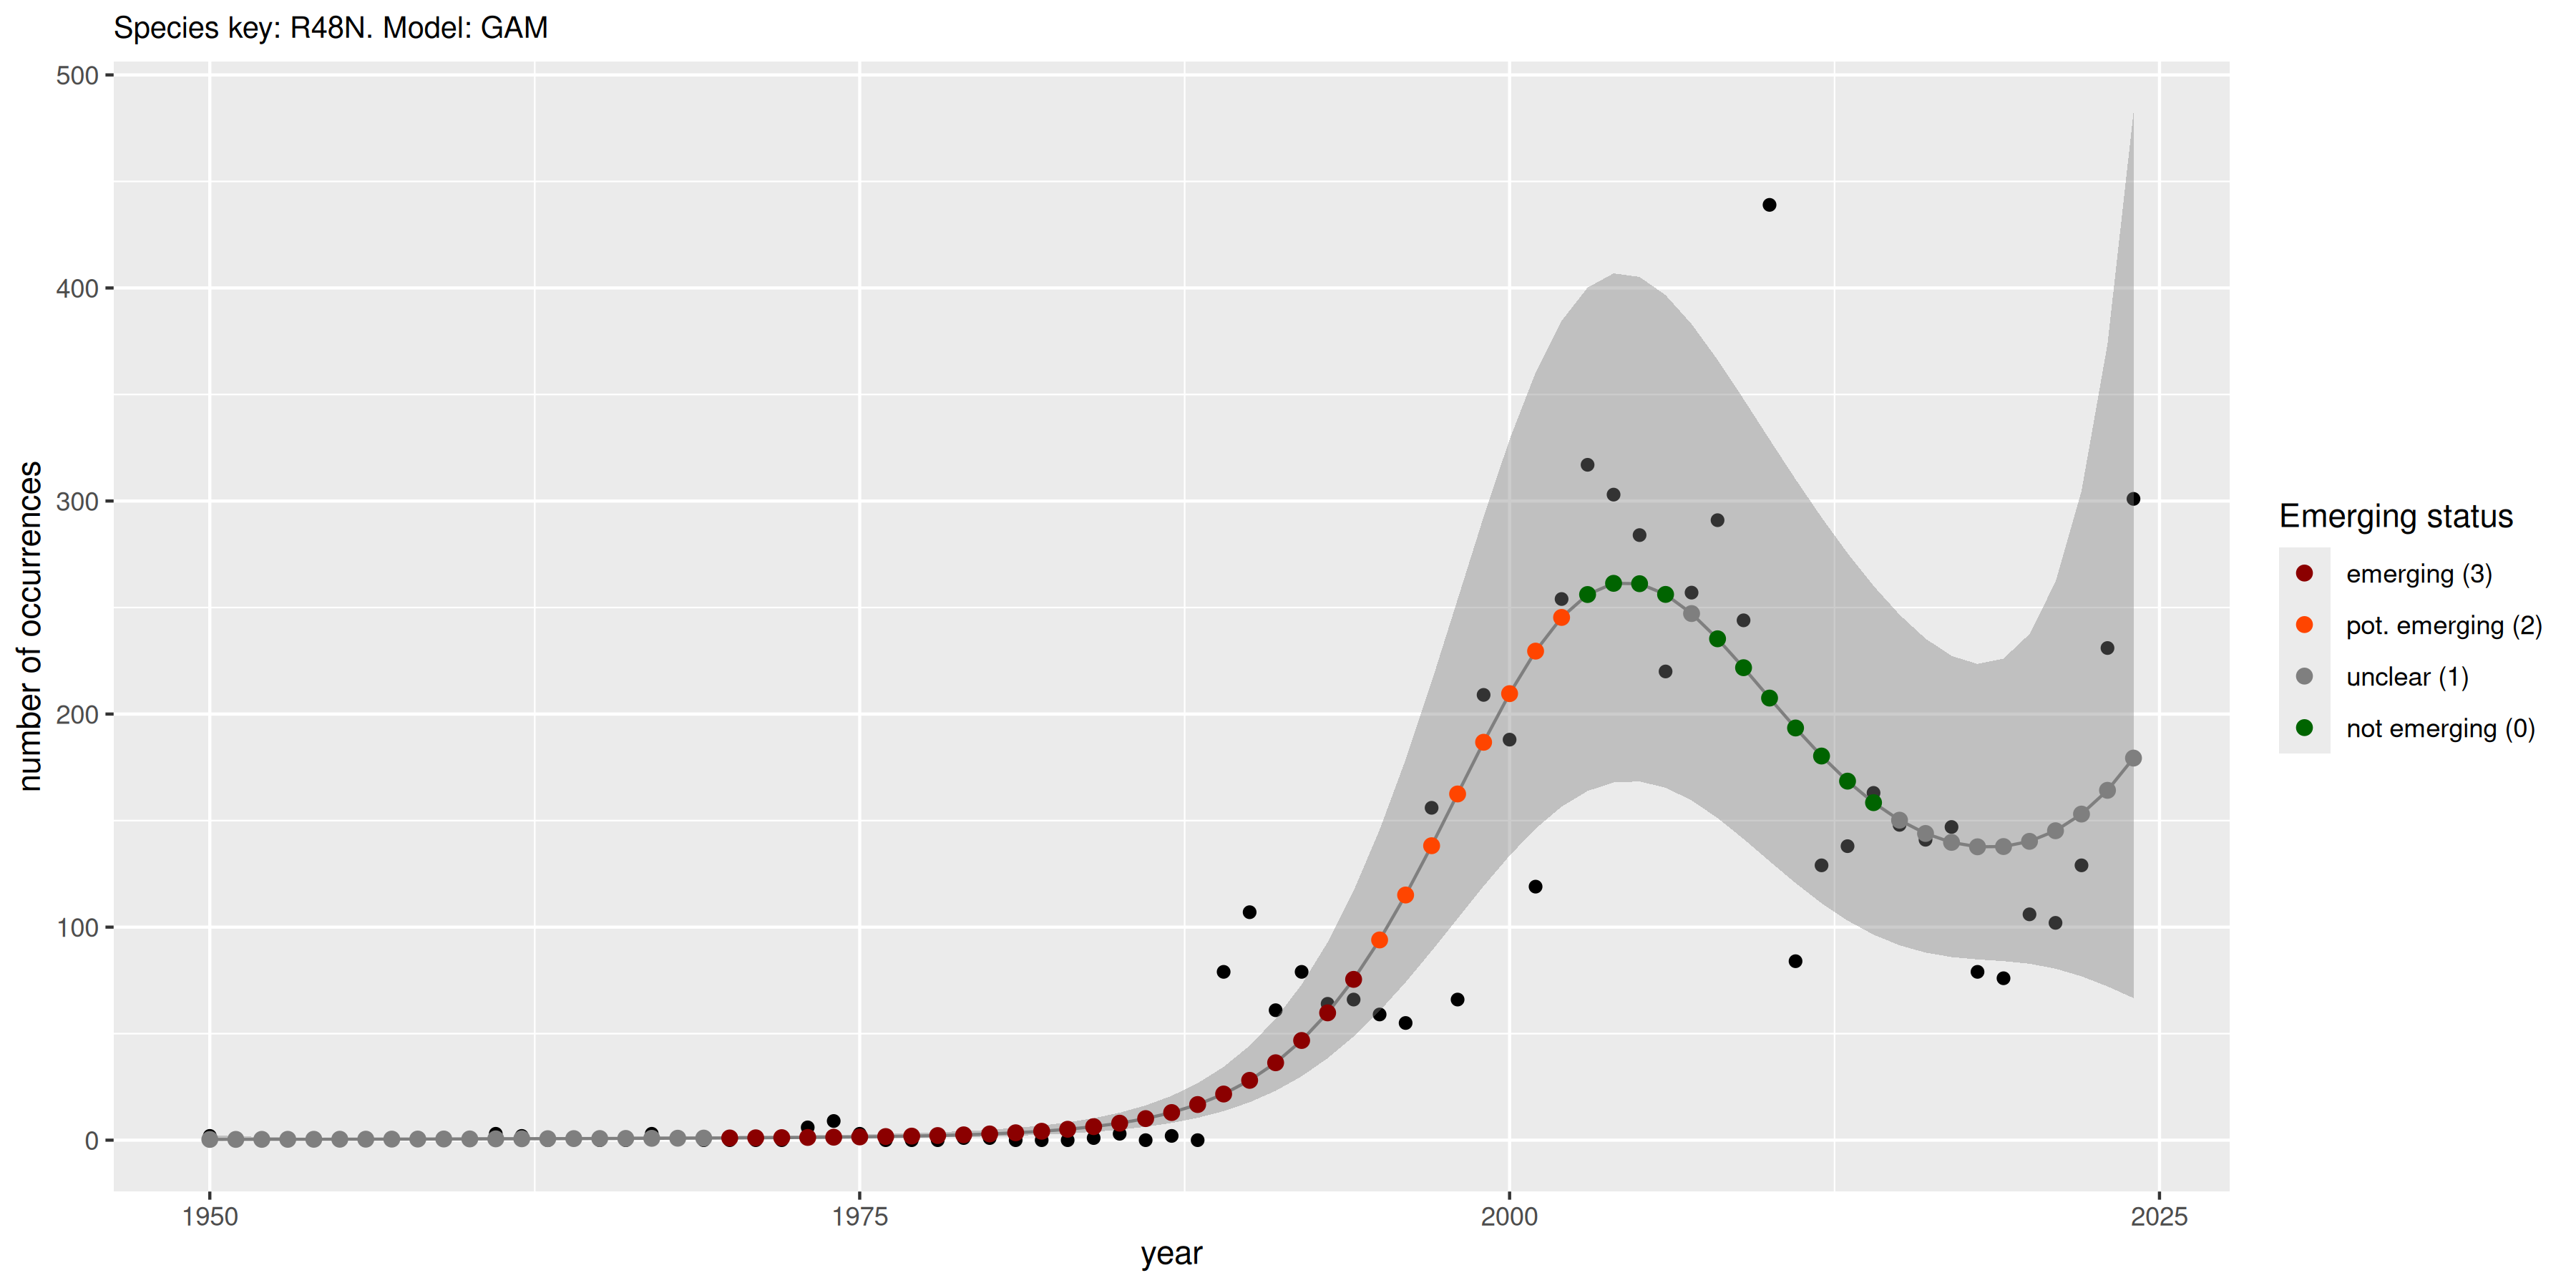 Species key: R48N. Model: GAM
500
400
300
200
100
0
number of occurrences
1950
1975
2000
2025
year
Emerging status
emerging (3)
pot. emerging (2)
unclear (1)
not emerging (0)